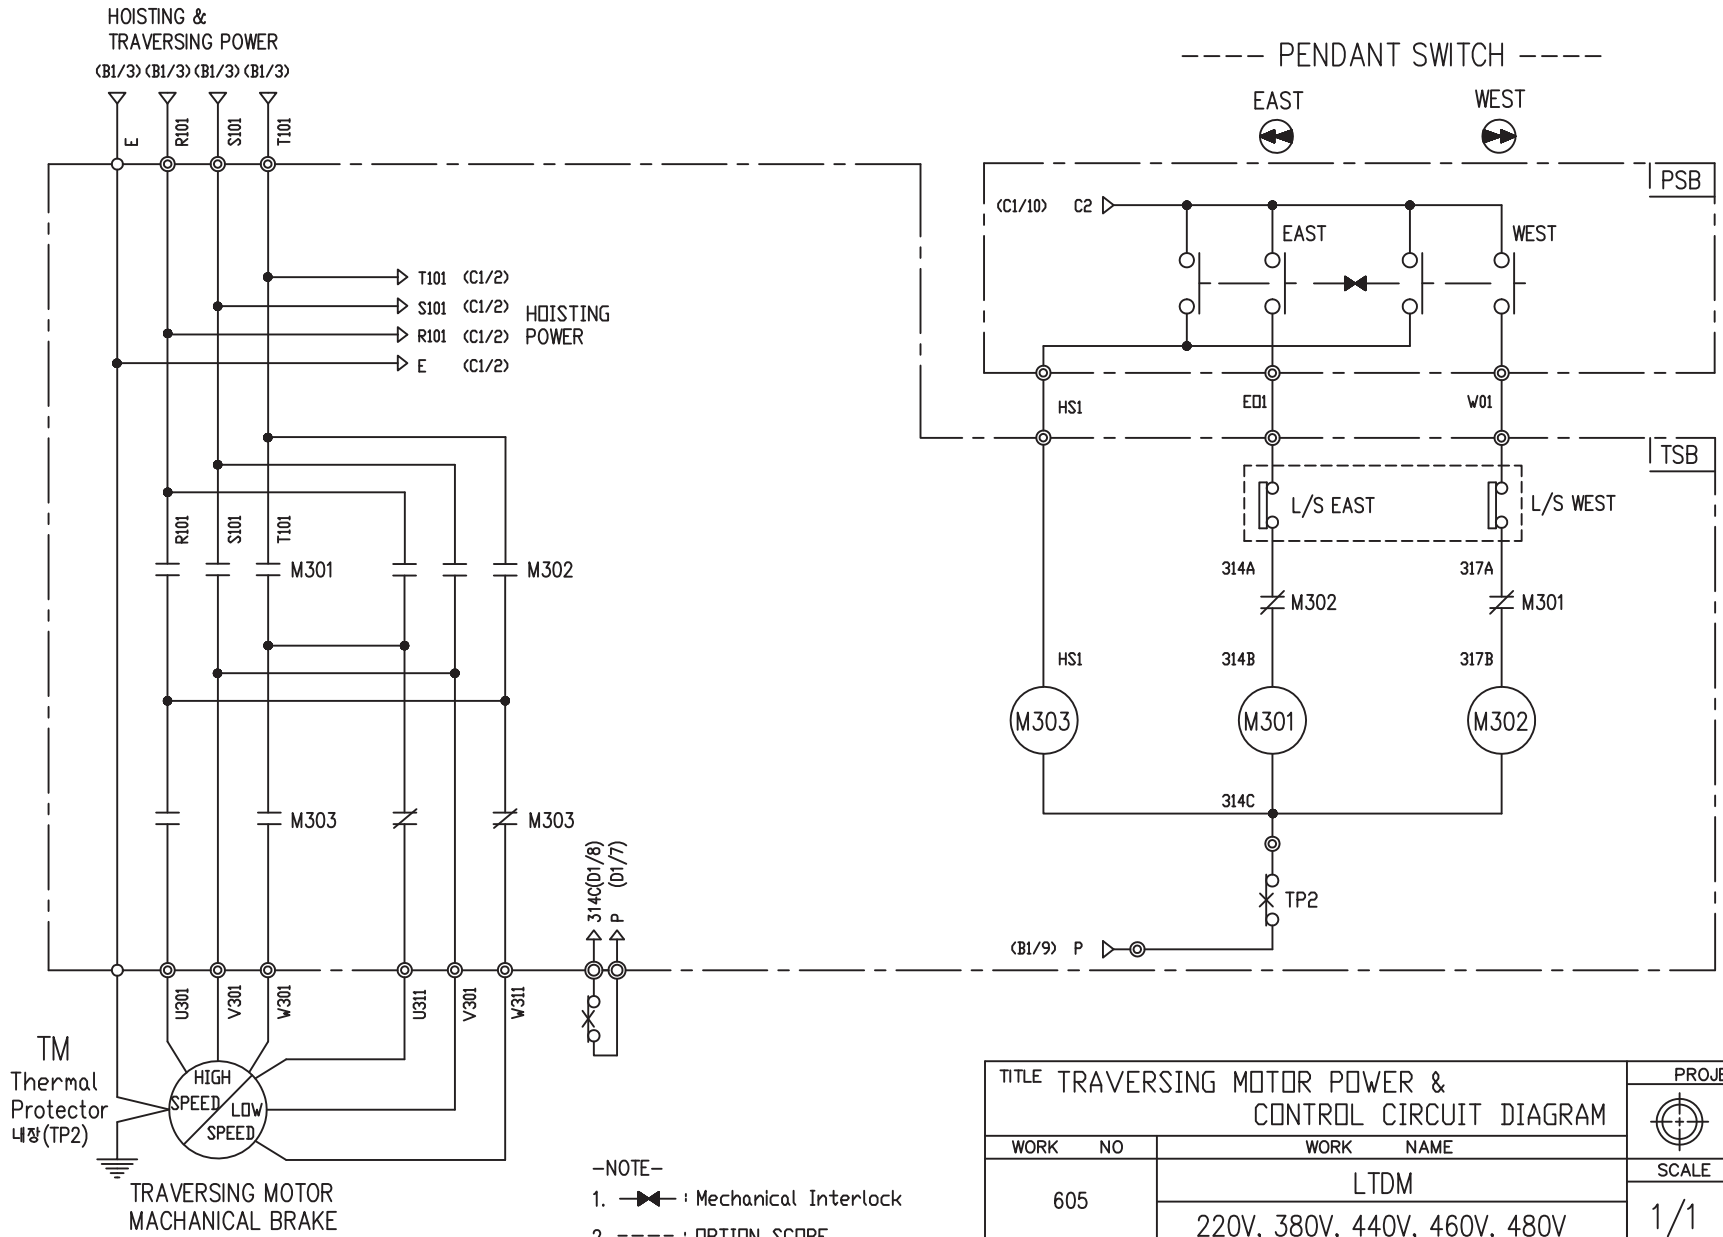 HOISTING &
TRAVERSING POWER
(B1/3) (B1/3) (B1/3) (B1/3)
E
R101
S101
T101
T101 (C1/2)
S101 (C1/2)
R101 (C1/2)
E (C1/2)
HOISTING
POWER
R101
S101
T101
M301
M302
M303
M303
314C(D1/8)
P (D1/7)
U301
V301
W301
U311
V301
W311
TM
Thermal
Protector
내장(TP2)
HIGH
SPEED
LOW
SPEED
TRAVERSING MOTOR
MACHANICAL BRAKE
---- PENDANT SWITCH ----
EAST
WEST
PSB
(C1/10) C2
EAST
WEST
HS1
E01
W01
TSB
L/S EAST
L/S WEST
314A
317A
M302
M301
HS1
314B
317B
M303
M301
M302
314C
TP2
(B1/9) P
-NOTE-
1. : Mechanical Interlock
2. ---- : OPTION SCOPE
TITLE TRAVERSING MOTOR POWER &
CONTROL CIRCUIT DIAGRAM
PROJE
WORK NO
WORK NAME
SCALE
605
LTDM
220V, 380V, 440V, 460V, 480V
1/1